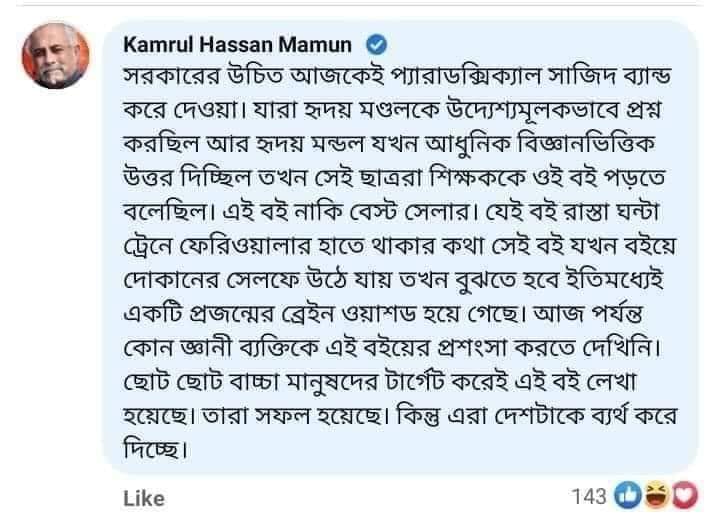 Kamrul Hassan Mamun
সরকারের উচিত আজকেই প্যারাডক্সিক্যাল সাজিদ ব্যান্ড
করে দেওয়া। যারা হৃদয় মণ্ডলকে উদ্যেশ্যমূলকভাবে প্রশ্ন
করছিল আর হৃদয় মন্ডল যখন আধুনিক বিজ্ঞানভিত্তিক
উত্তর দিচ্ছিল তখন সেই ছাত্ররা শিক্ষককে ওই বই পড়তে
বলেছিল। এই বই নাকি বেস্ট সেলার। যেই বই রাস্তা ঘন্টা
ট্রেনে ফেরিওয়ালার হাতে থাকার কথা সেই বই যখন বইয়ে
দোকানের সেলফে উঠে যায় তখন বুঝতে হবে ইতিমধ্যেই
একটি প্রজন্মের ব্রেইন ওয়াশড হয়ে গেছে। আজ পর্যন্ত
কোন জ্ঞানী ব্যক্তিকে এই বইয়ের প্রশংসা করতে দেখিনি।
ছোট ছোট বাচ্চা মানুষদের টার্গেট করেই এই বই লেখা
হয়েছে। তারা সফল হয়েছে। কিন্তু এরা দেশটাকে ব্যর্থ করে
দিচ্ছে।
Like 143